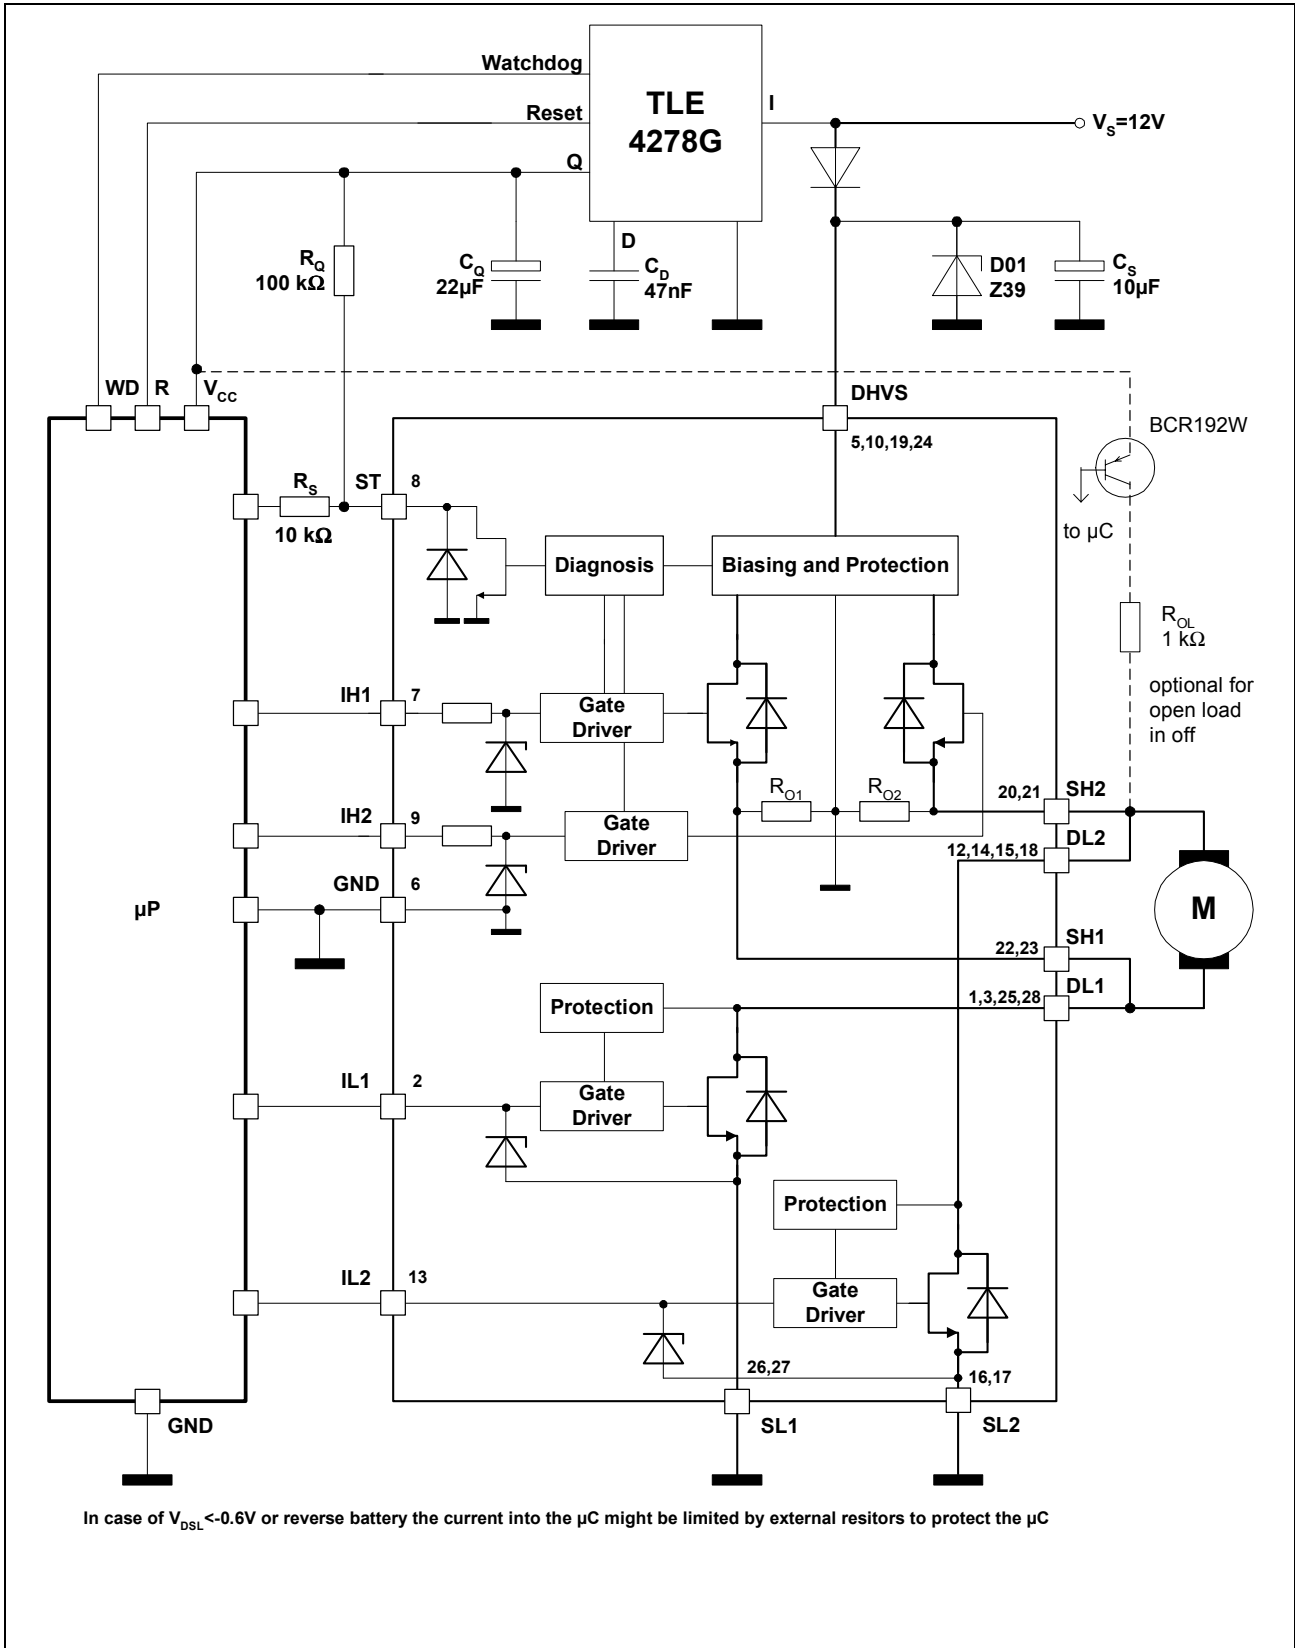 Watchdog
TLE
4278G
I
Reset
V_S=12V
Q
D
R_Q
100 kΩ
C_Q
22µF
C_D
47nF
D01
Z39
C_S
10µF
WD
R
V_CC
DHVS
5,10,19,24
BCR192W
R_S
10 kΩ
ST
8
to µC
Diagnosis
Biasing and Protection
R_OL
1 kΩ
optional for
open load
in off
IH1
7
Gate
Driver
R_O1
R_O2
20,21
SH2
IH2
9
Gate
Driver
DL2
12,14,15,18
GND
6
µP
M
SH1
22,23
DL1
1,3,25,28
Protection
IL1
2
Gate
Driver
Protection
IL2
13
Gate
Driver
26,27
16,17
GND
SL1
SL2
In case of V_DSL<-0.6V or reverse battery the current into the µC might be limited by external resitors to protect the µC